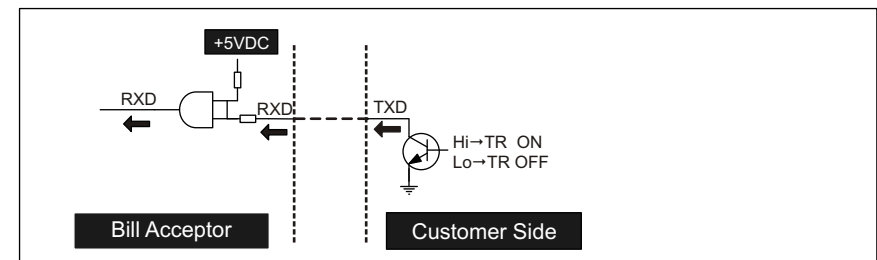 +5VDC
RXD
RXD
TXD
Hi→TR ON
Lo→TR OFF
Bill Acceptor
Customer Side